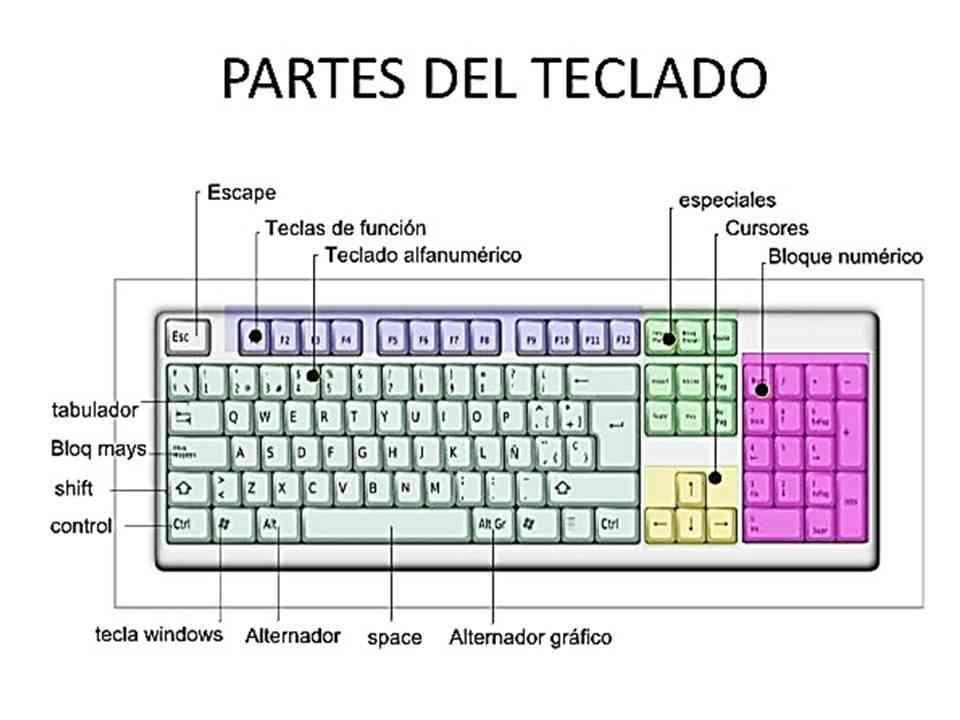 PARTES DEL TECLADO
Escape
especiales
Teclas de función
Cursores
Teclado alfanumérico
Bloque numérico
Esc
F2 F3 F4 F5 F6 F7 F8 F9 F10 F11 F12
tabulador
Q W E R T Y U I O P
Bloq mays
A S D F G H J K L Ñ
shift
Z X C V B N M
control
Ctrl Alt Alt Gr Ctrl
tecla windows
Alternador
space
Alternador gráfico